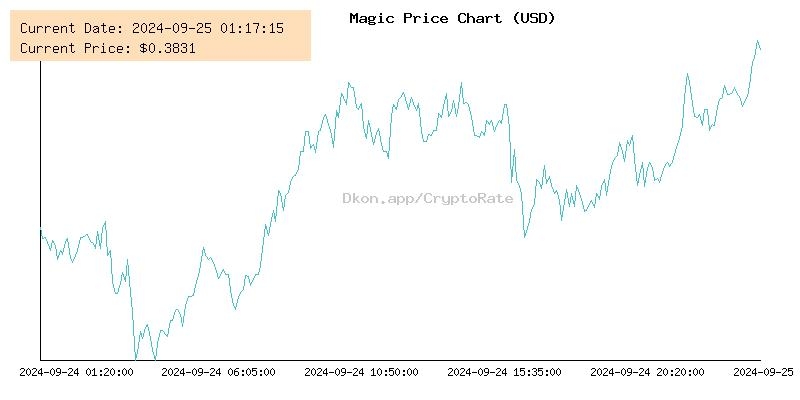 Magic Price Chart (USD)
Current Date: 2024-09-25 01:17:15
Current Price: $0.3831
Dkon.app/CryptoRate
2024-09-24 01:20:00 2024-09-24 06:05:00 2024-09-24 10:50:00 2024-09-24 15:35:00 2024-09-24 20:20:00 2024-09-25